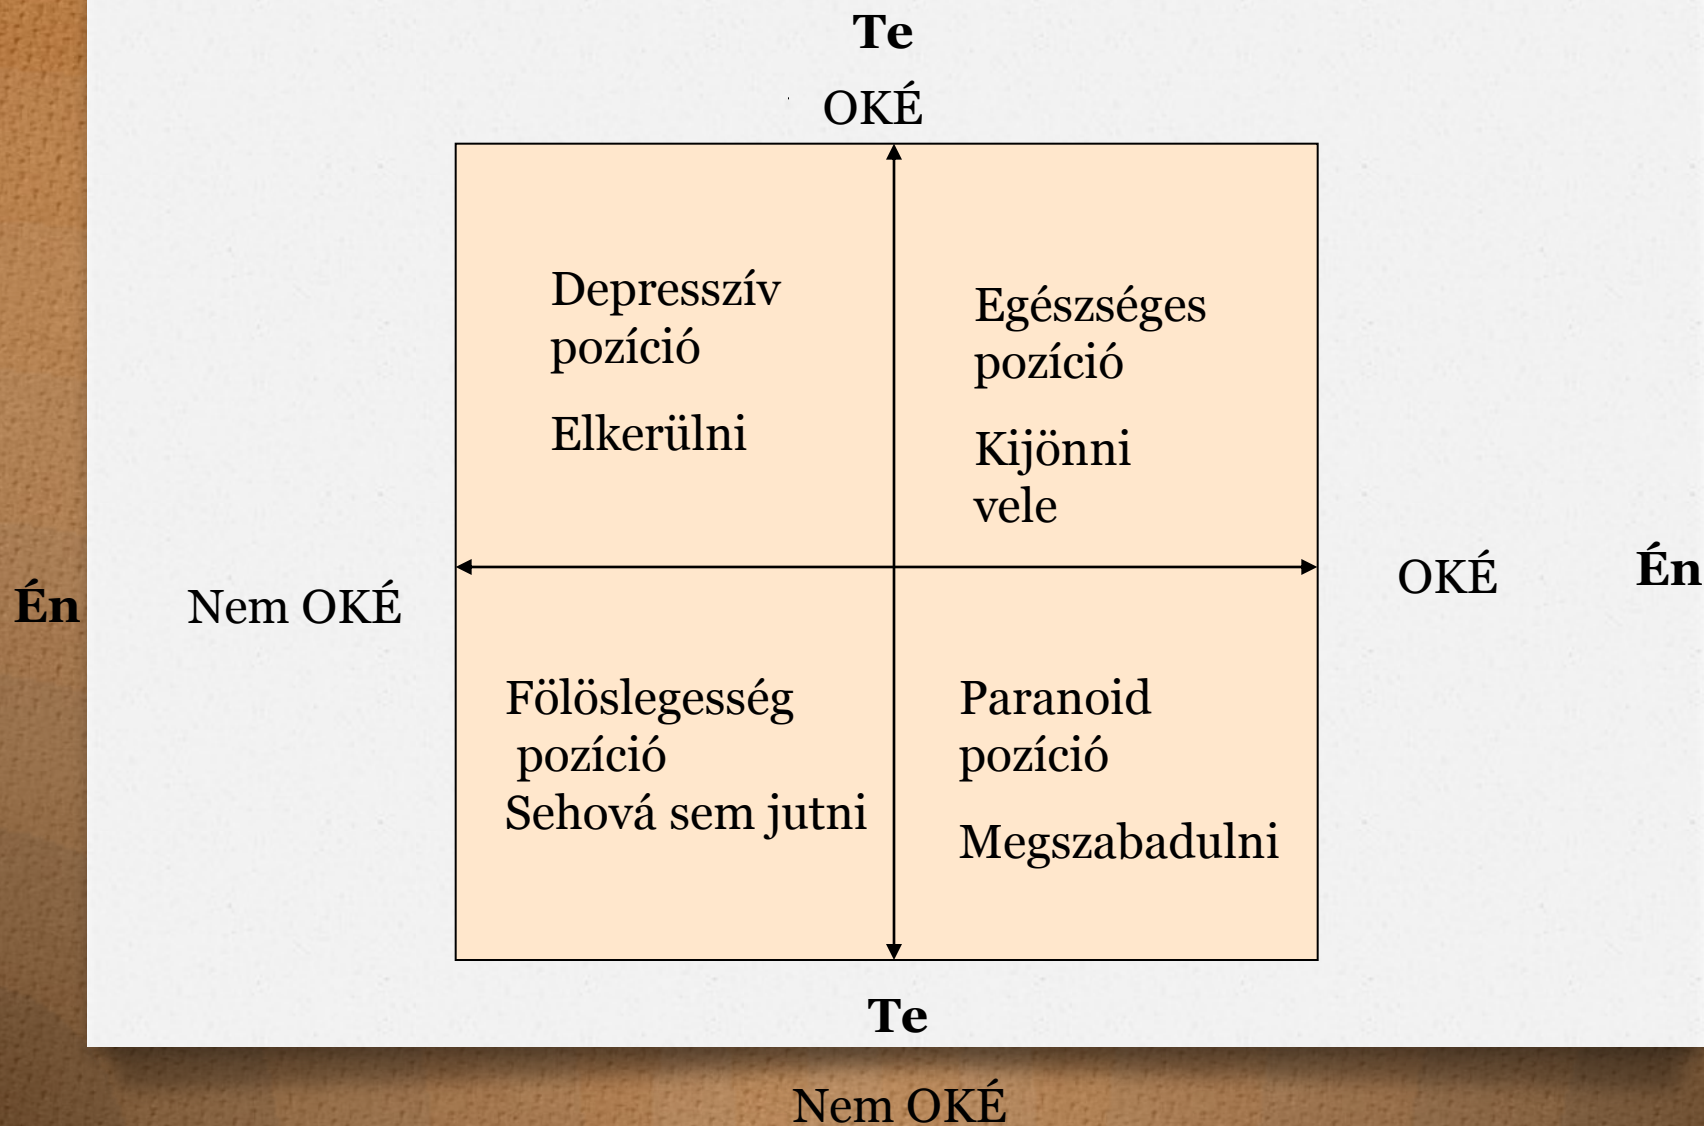 Te
OKÉ
Depresszív
pozíció
Elkerülni
Egészséges
pozíció
Kijönni
vele
Én
Nem OKÉ
OKÉ
Én
Fölöslegesség
pozíció
Sehová sem jutni
Paranoid
pozíció
Megszabadulni
Te
Nem OKÉ